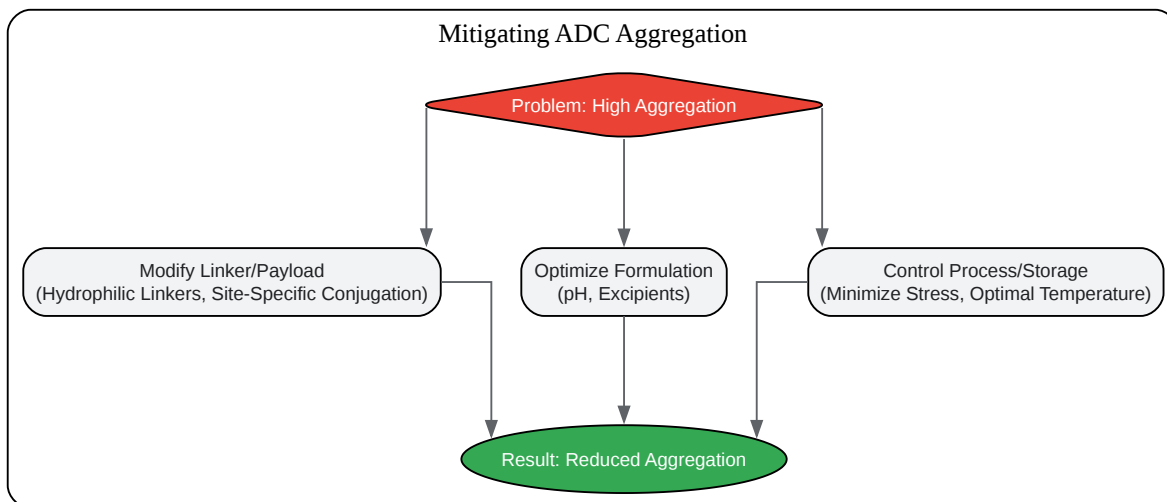 Mitigating ADC Aggregation
Problem: High Aggregation
Modify Linker/Payload
(Hydrophilic Linkers, Site-Specific Conjugation)
Optimize Formulation
(pH, Excipients)
Control Process/Storage
(Minimize Stress, Optimal Temperature)
Result: Reduced Aggregation